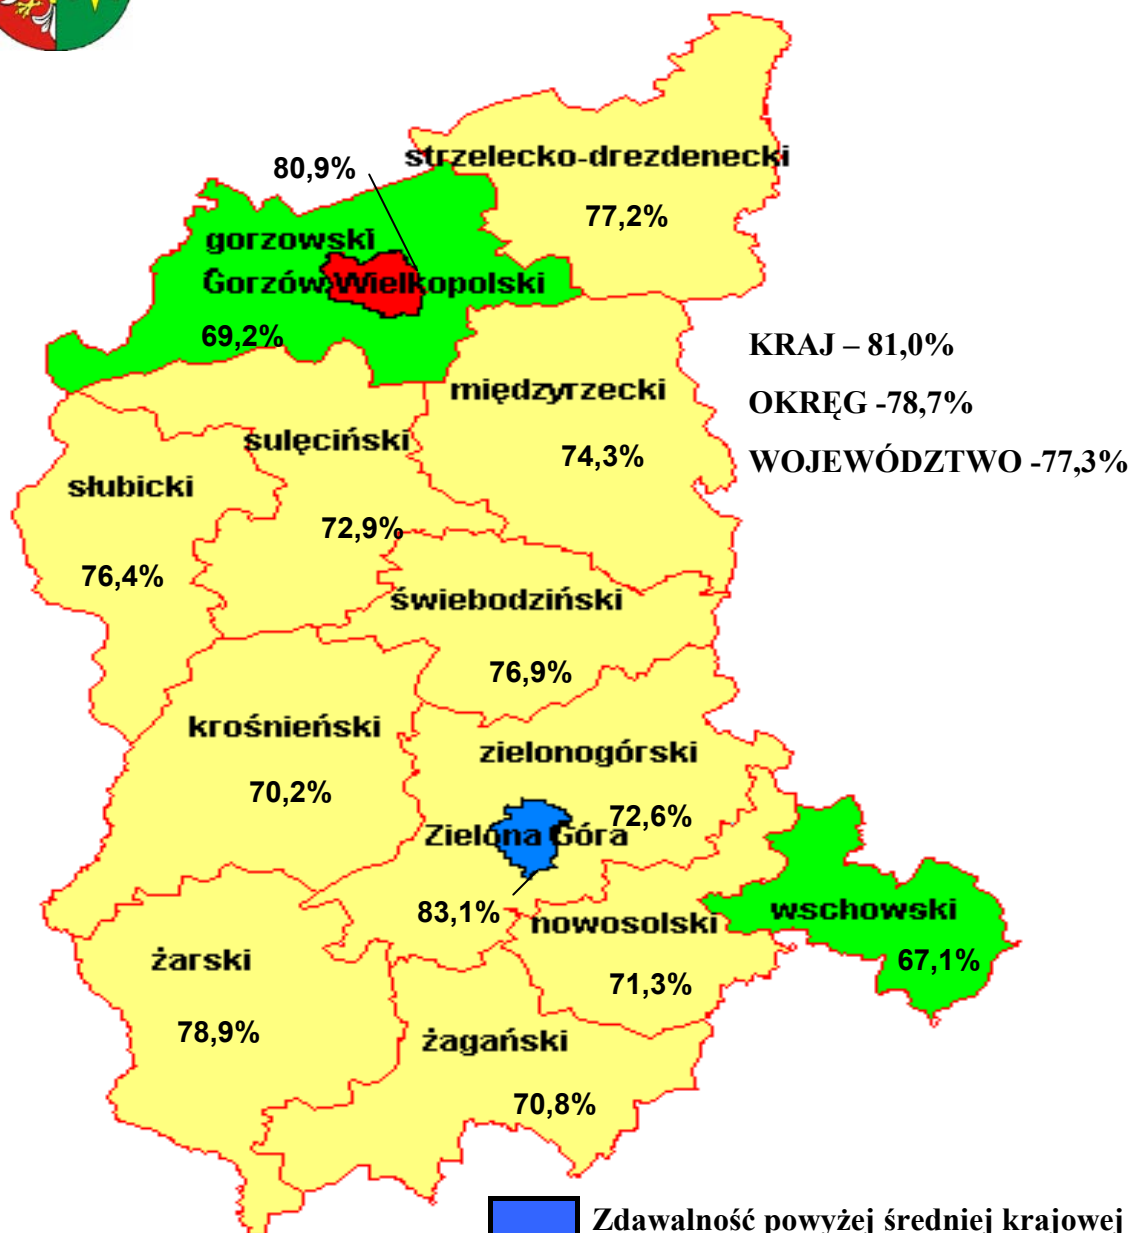 strzelecko-drezdenecki
80,9%
77,2%
gorzowski
Gorzów Wielkopolski
69,2%
KRAJ – 81,0%
międzyrzecki
OKRĘG -78,7%
sulęciński
74,3%
WOJEWÓDZTWO -77,3%
słubicki
72,9%
76,4%
świebodziński
76,9%
krośnieński
zielonogórski
70,2%
72,6%
Zielona Góra
83,1%
nowosolski
wschowski
żarski
67,1%
71,3%
78,9%
żagański
70,8%
Zdawalność powyżej średniej krajowej